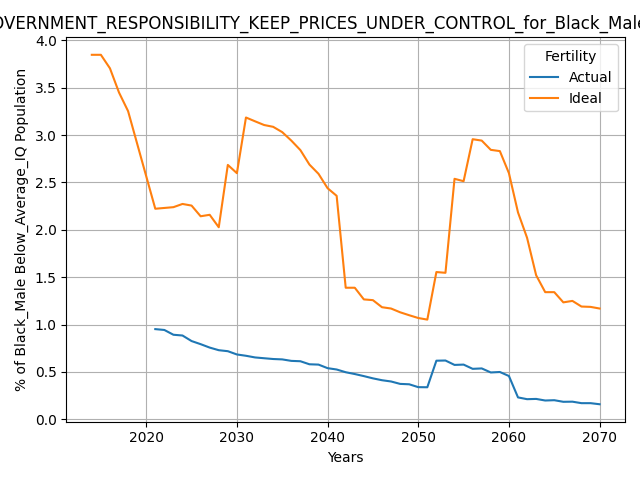 OVERNMENT_RESPONSIBILITY_KEEP_PRICES_UNDER_CONTROL_for_Black_Male
% of Black_Male Below_Average_IQ Population
4.0
3.5
3.0
2.5
2.0
1.5
1.0
0.5
0.0
Fertility
Actual
Ideal
2020 2030 2040 2050 2060 2070
Years